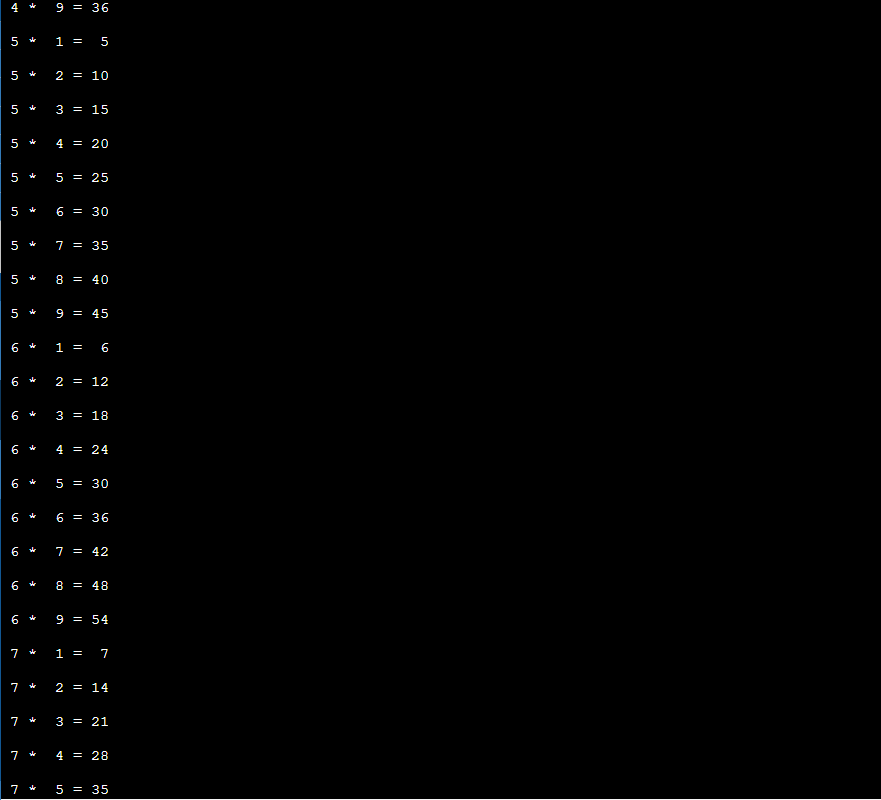 4 *  9 = 36
5 *  1 =  5
5 *  2 = 10
5 *  3 = 15
5 *  4 = 20
5 *  5 = 25
5 *  6 = 30
5 *  7 = 35
5 *  8 = 40
5 *  9 = 45
6 *  1 =  6
6 *  2 = 12
6 *  3 = 18
6 *  4 = 24
6 *  5 = 30
6 *  6 = 36
6 *  7 = 42
6 *  8 = 48
6 *  9 = 54
7 *  1 =  7
7 *  2 = 14
7 *  3 = 21
7 *  4 = 28
7 *  5 = 35